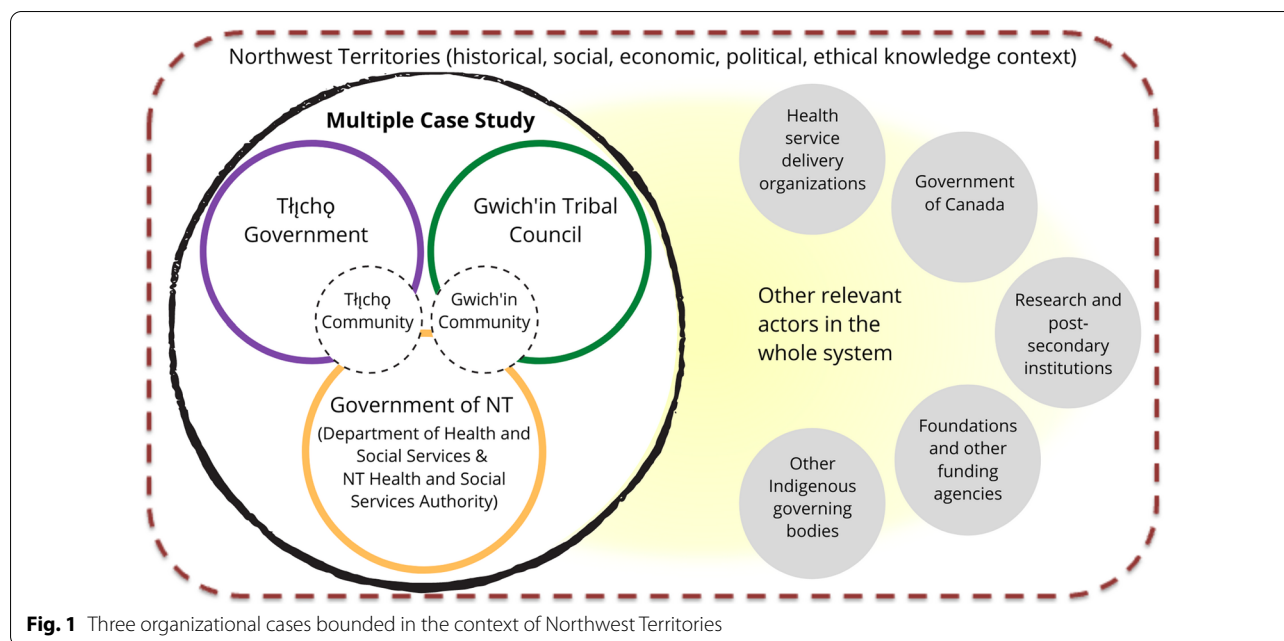 Northwest Territories (historical, social, economic, political, ethical knowledge context)
Multiple Case Study
Tłı̨chǫ
Government
Gwich'in Tribal
Council
Tłı̨chǫ
Community
Gwich'in
Community
Government of NT
(Department of Health and
Social Services &
NT Health and Social
Services Authority)
Other relevant
actors in the
whole system
Health
service
delivery
organizations
Government
of Canada
Research and
post-
secondary
institutions
Foundations
and other
funding
agencies
Other
Indigenous
governing
bodies
Fig. 1 Three organizational cases bounded in the context of Northwest Territories